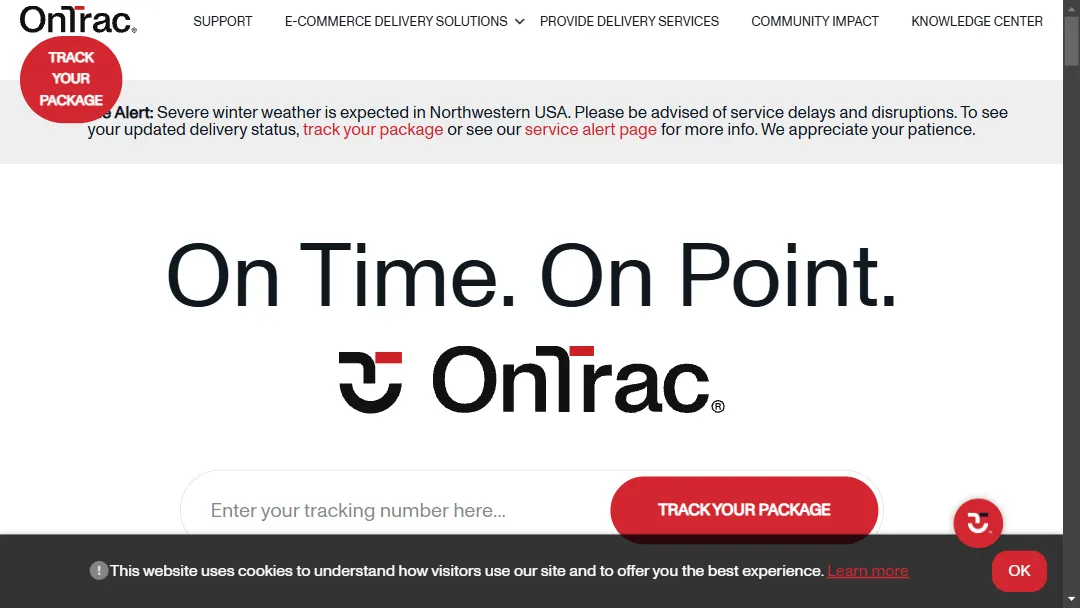 OnTrac®
SUPPORT E-COMMERCE DELIVERY SOLUTIONS PROVIDE DELIVERY SERVICES COMMUNITY IMPACT KNOWLEDGE CENTER
TRACK
YOUR
PACKAGE
Alert: Severe winter weather is expected in Northwestern USA. Please be advised of service delays and disruptions. To see
your updated delivery status, track your package or see our service alert page for more info. We appreciate your patience.
On Time. On Point.
OnTrac®
Enter your tracking number here... TRACK YOUR PACKAGE
This website uses cookies to understand how visitors use our site and to offer you the best experience. Learn more OK